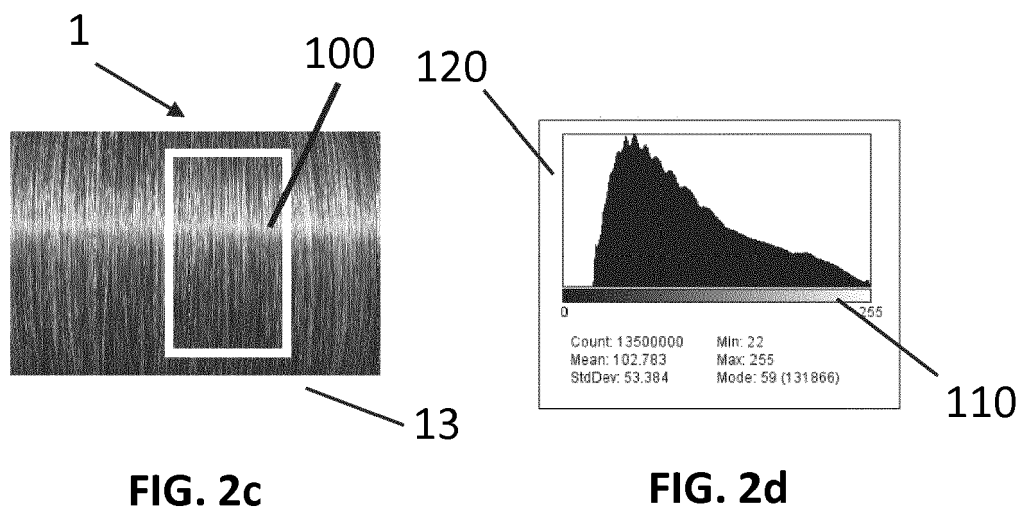 1
100
120
13
0
255
Count: 13500000 Min: 22
Mean: 102.783 Max: 255
StdDev: 53.384 Mode: 59 (131866)
110
FIG. 2c
FIG. 2d